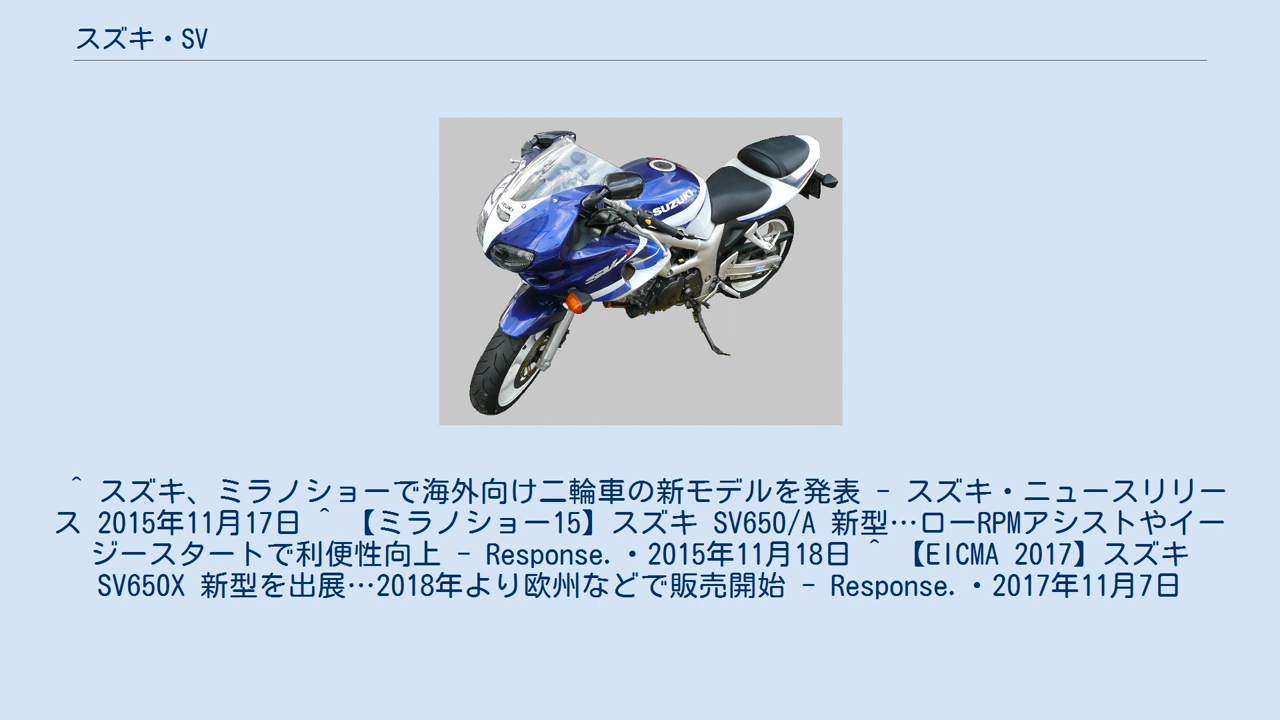 スズキ・SV
SUZUKI
SUZUKI
SV
^ スズキ、ミラノショーで海外向け二輪車の新モデルを発表 - スズキ・ニュースリリー
ス 2015年11月17日 ^ 【ミラノショー15】スズキ SV650/A 新型…ローRPMアシストやイー
ジースタートで利便性向上 - Response.・2015年11月18日 ^ 【EICMA 2017】スズキ
SV650X 新型を出展…2018年より欧州などで販売開始 - Response.・2017年11月7日